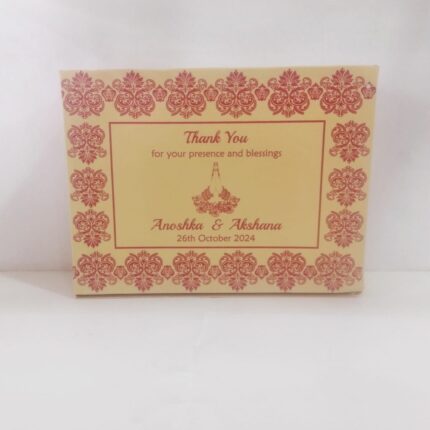 Thank You
for your presence and blessings
Anoshka & Akshana
26th October 2024